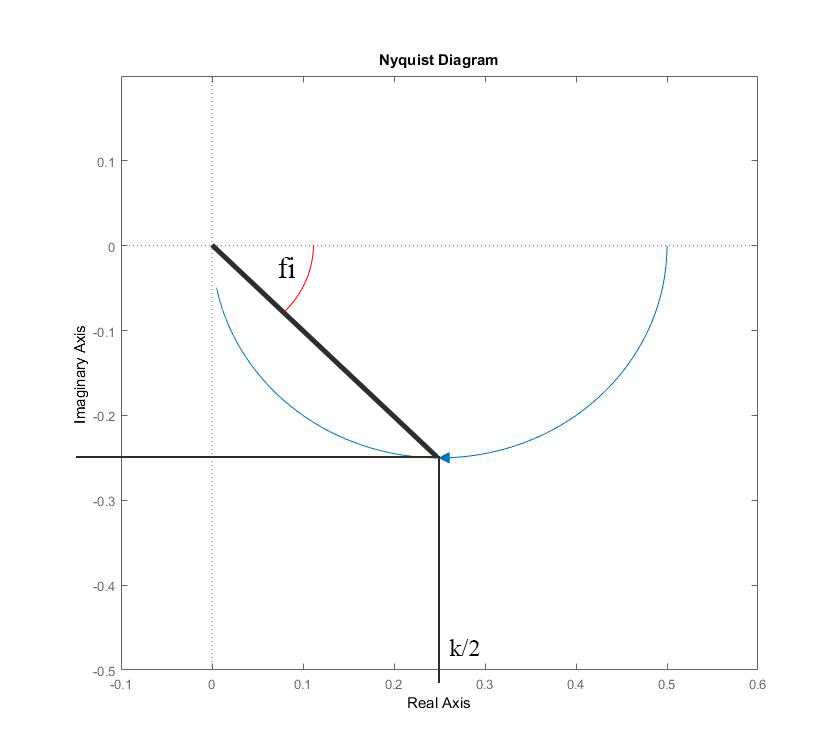 Nyquist Diagram
0.1
0
-0.1
-0.2
-0.3
-0.4
-0.5
Imaginary Axis
fi
k/2
-0.1 0 0.1 0.2 0.3 0.4 0.5 0.6
Real Axis